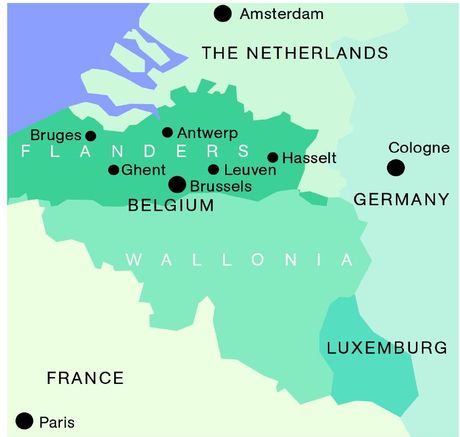 Amsterdam
THE NETHERLANDS
Bruges
Antwerp
FLANDERS
Hasselt
Cologne
Ghent
Leuven
Brussels
BELGIUM
GERMANY
WALLONIA
LUXEMBURG
FRANCE
Paris